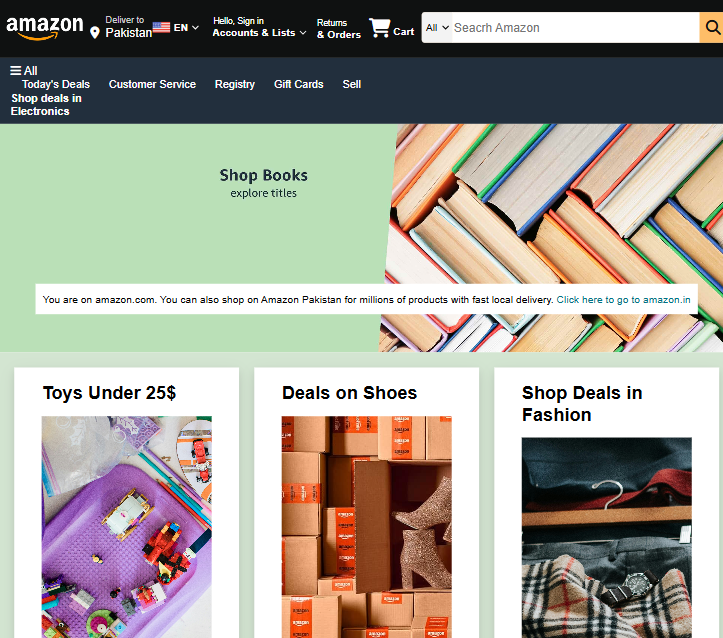 amazon
Deliver to
Pakistan
EN
Hello, Sign in
Accounts & Lists
Returns
& Orders
Cart
All
Seacrh Amazon
All
Today's Deals Customer Service Registry Gift Cards Sell
Shop deals in
Electronics
Shop Books
explore titles
You are on amazon.com. You can also shop on Amazon Pakistan for millions of products with fast local delivery. Click here to go to amazon.in
Toys Under 25$
Deals on Shoes
Shop Deals in
Fashion